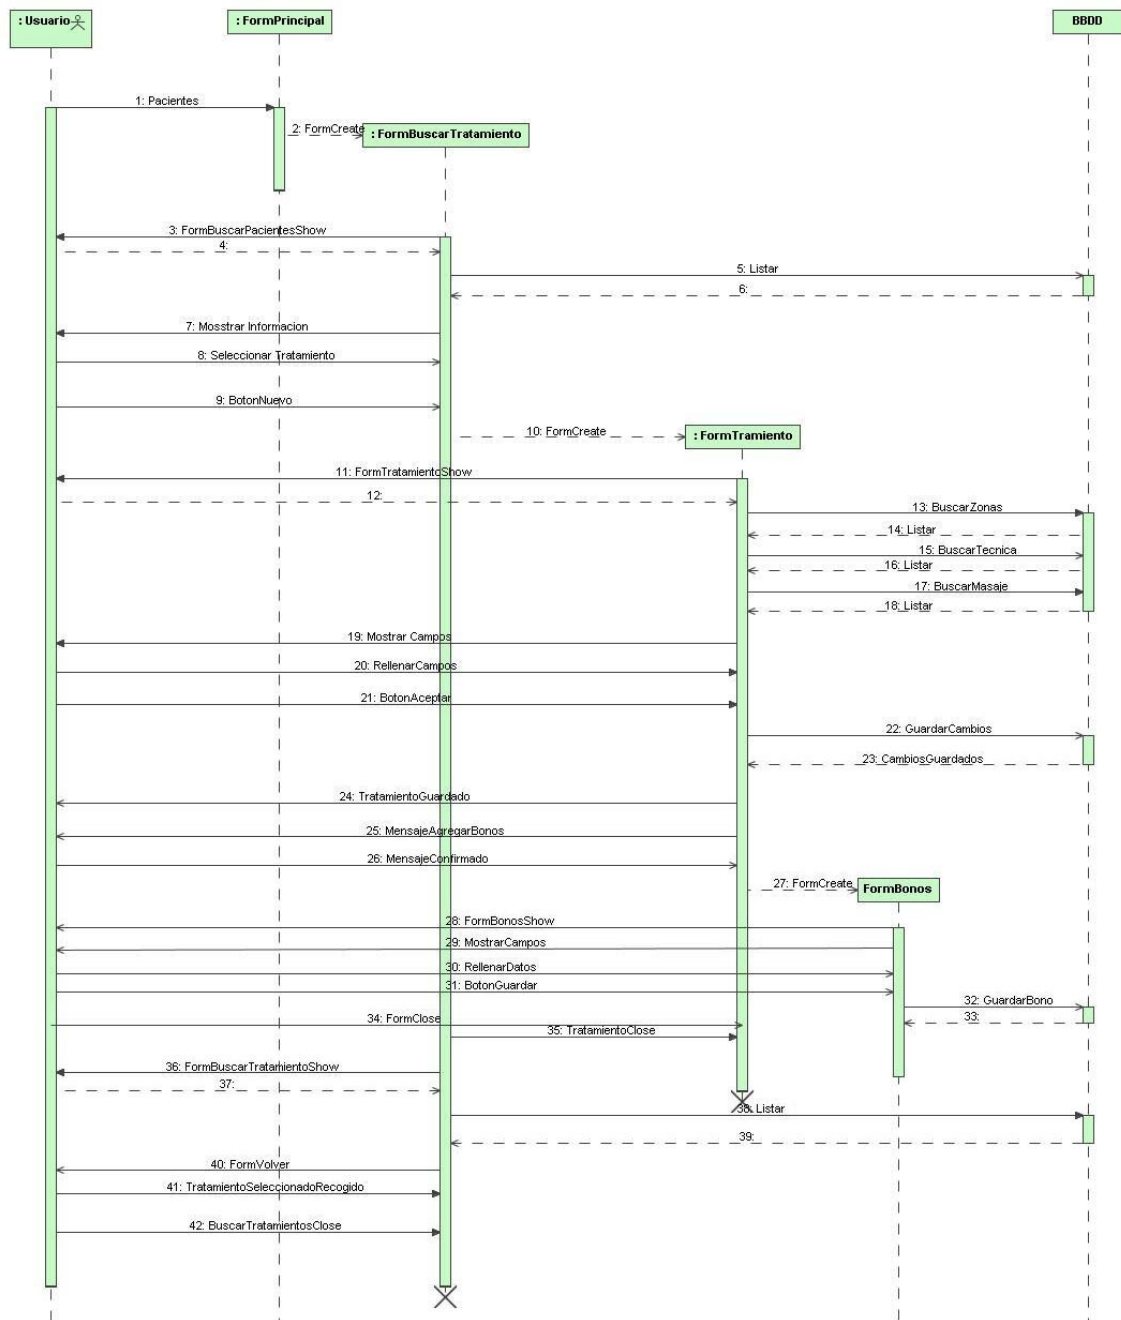 : Usuario
: FormPrincipal
BBDD
1: Pacientes
2: FormCreate
: FormBuscarTratamiento
3: FormBuscarPacientesShow
4:
5: Listar
6:
7: Mosstrar Informacion
8: Seleccionar Tratamiento
9: BotonNuevo
10: FormCreate
: FormTramiento
11: FormTratamientoShow
12:
13: BuscarZonas
14: Listar
15: BuscarTecnica
16: Listar
17: BuscarMasaje
18: Listar
19: Mostrar Campos
20: RellenarCampos
21: BotonAceptar
22: GuardarCambios
23: CambiosGuardados
24: TratamientoGuardado
25: MensajeAgregarBonos
26: MensajeConfirmado
27: FormCreate
FormBonos
28: FormBonosShow
29: MostrarCampos
30: RellenarDatos
31: BotonGuardar
32: GuardarBono
33:
34: FormClose
35: TratamientoClose
36: FormBuscarTratamientoShow
37:
38: Listar
39:
40: FormVolver
41: TratamientoSeleccionadoRecogido
42: BuscarTratamientosClose